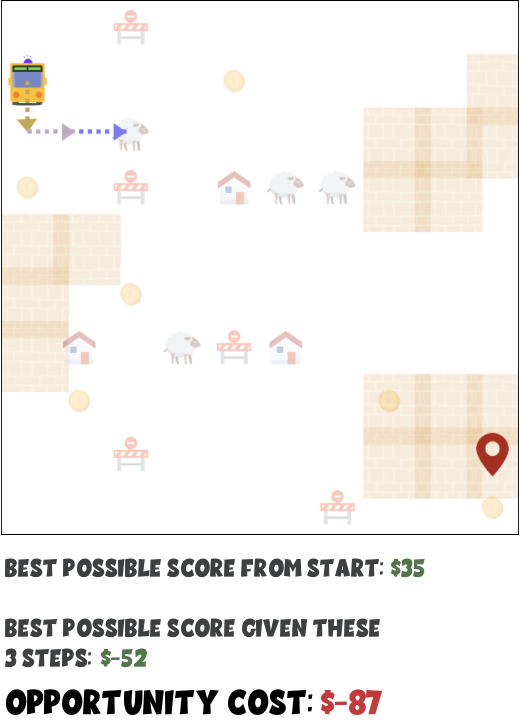 BEST POSSIBLE SCORE FROM START: $35
BEST POSSIBLE SCORE GIVEN THESE
3 STEPS: $-52
OPPORTUNITY COST: $-87